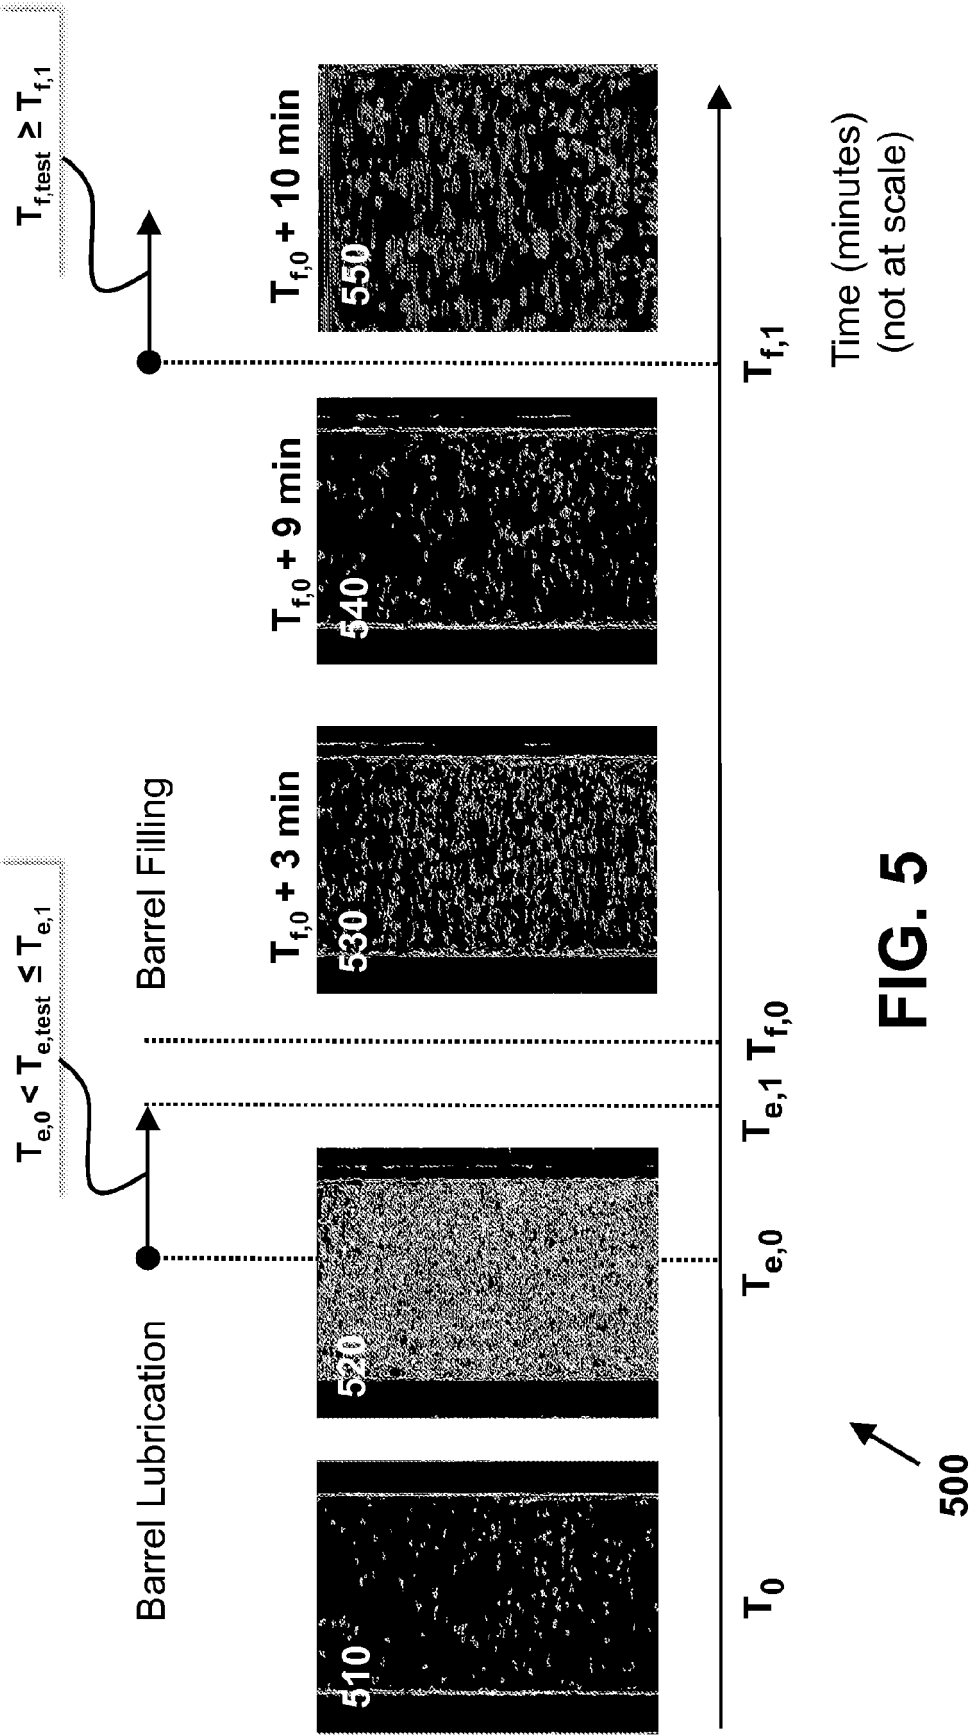 T_e,0 < T_e,test ≤ T_e,1
T_f,test ≥ T_f,1
Barrel Lubrication
Barrel Filling
T_f,0 + 3 min
T_f,0 + 9 min
T_f,0 + 10 min
510
520
530
540
550
T_0
T_e,0
T_e,1
T_f,0
T_f,1
Time (minutes)
(not at scale)
500
FIG. 5